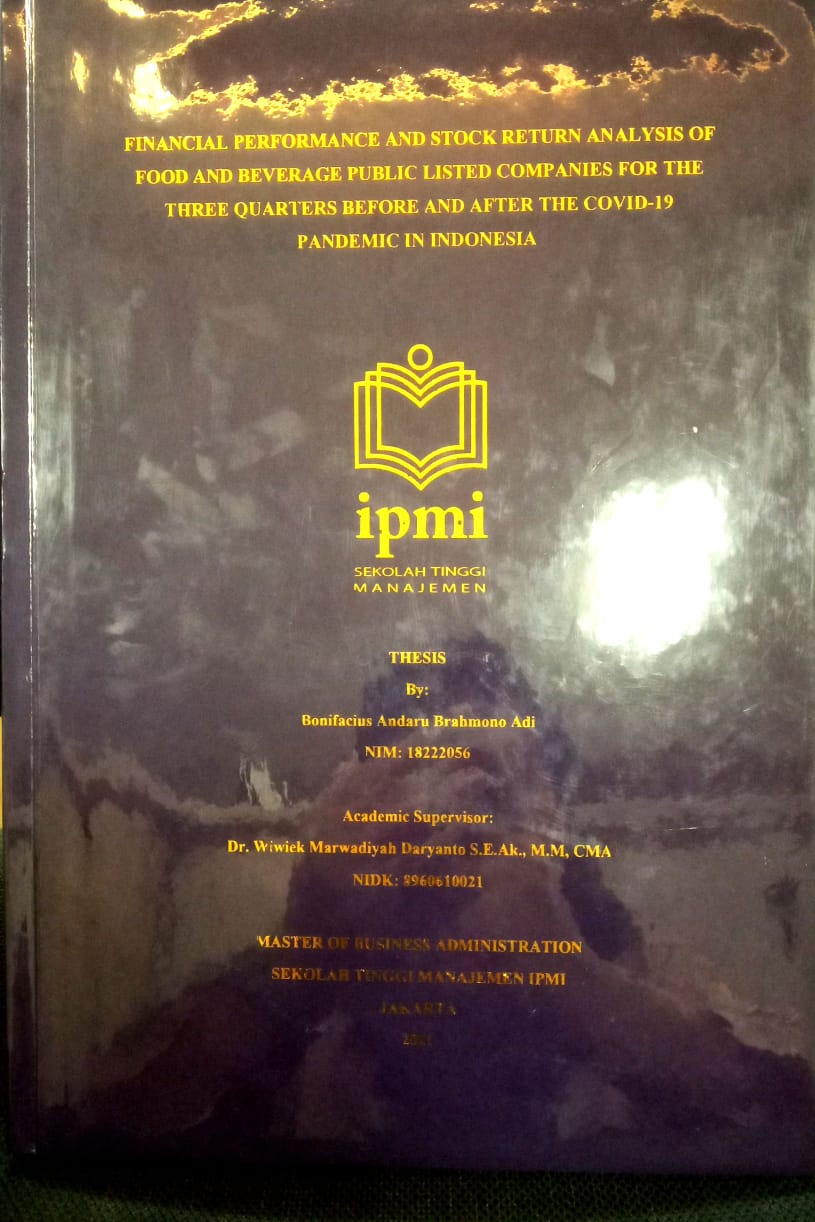 FINANCIAL PERFORMANCE AND STOCK RETURN ANALYSIS OF
FOOD AND BEVERAGE PUBLIC LISTED COMPANIES FOR THE
THREE QUARTERS BEFORE AND AFTER THE COVID-19
PANDEMIC IN INDONESIA
ipmi
SEKOLAH TINGGI
MANAJEMEN
THESIS
By:
Bonifacius Andaru Brahmono Adi
NIM: 18222056
Academic Supervisor:
Dr. Wiwiek Marwadiyah Daryanto S.E.Ak., M.M, CMA
NIDK: 8960610021
MASTER OF BUSINESS ADMINISTRATION
SEKOLAH TINGGI MANAJEMEN IPMI
JAKARTA
2021